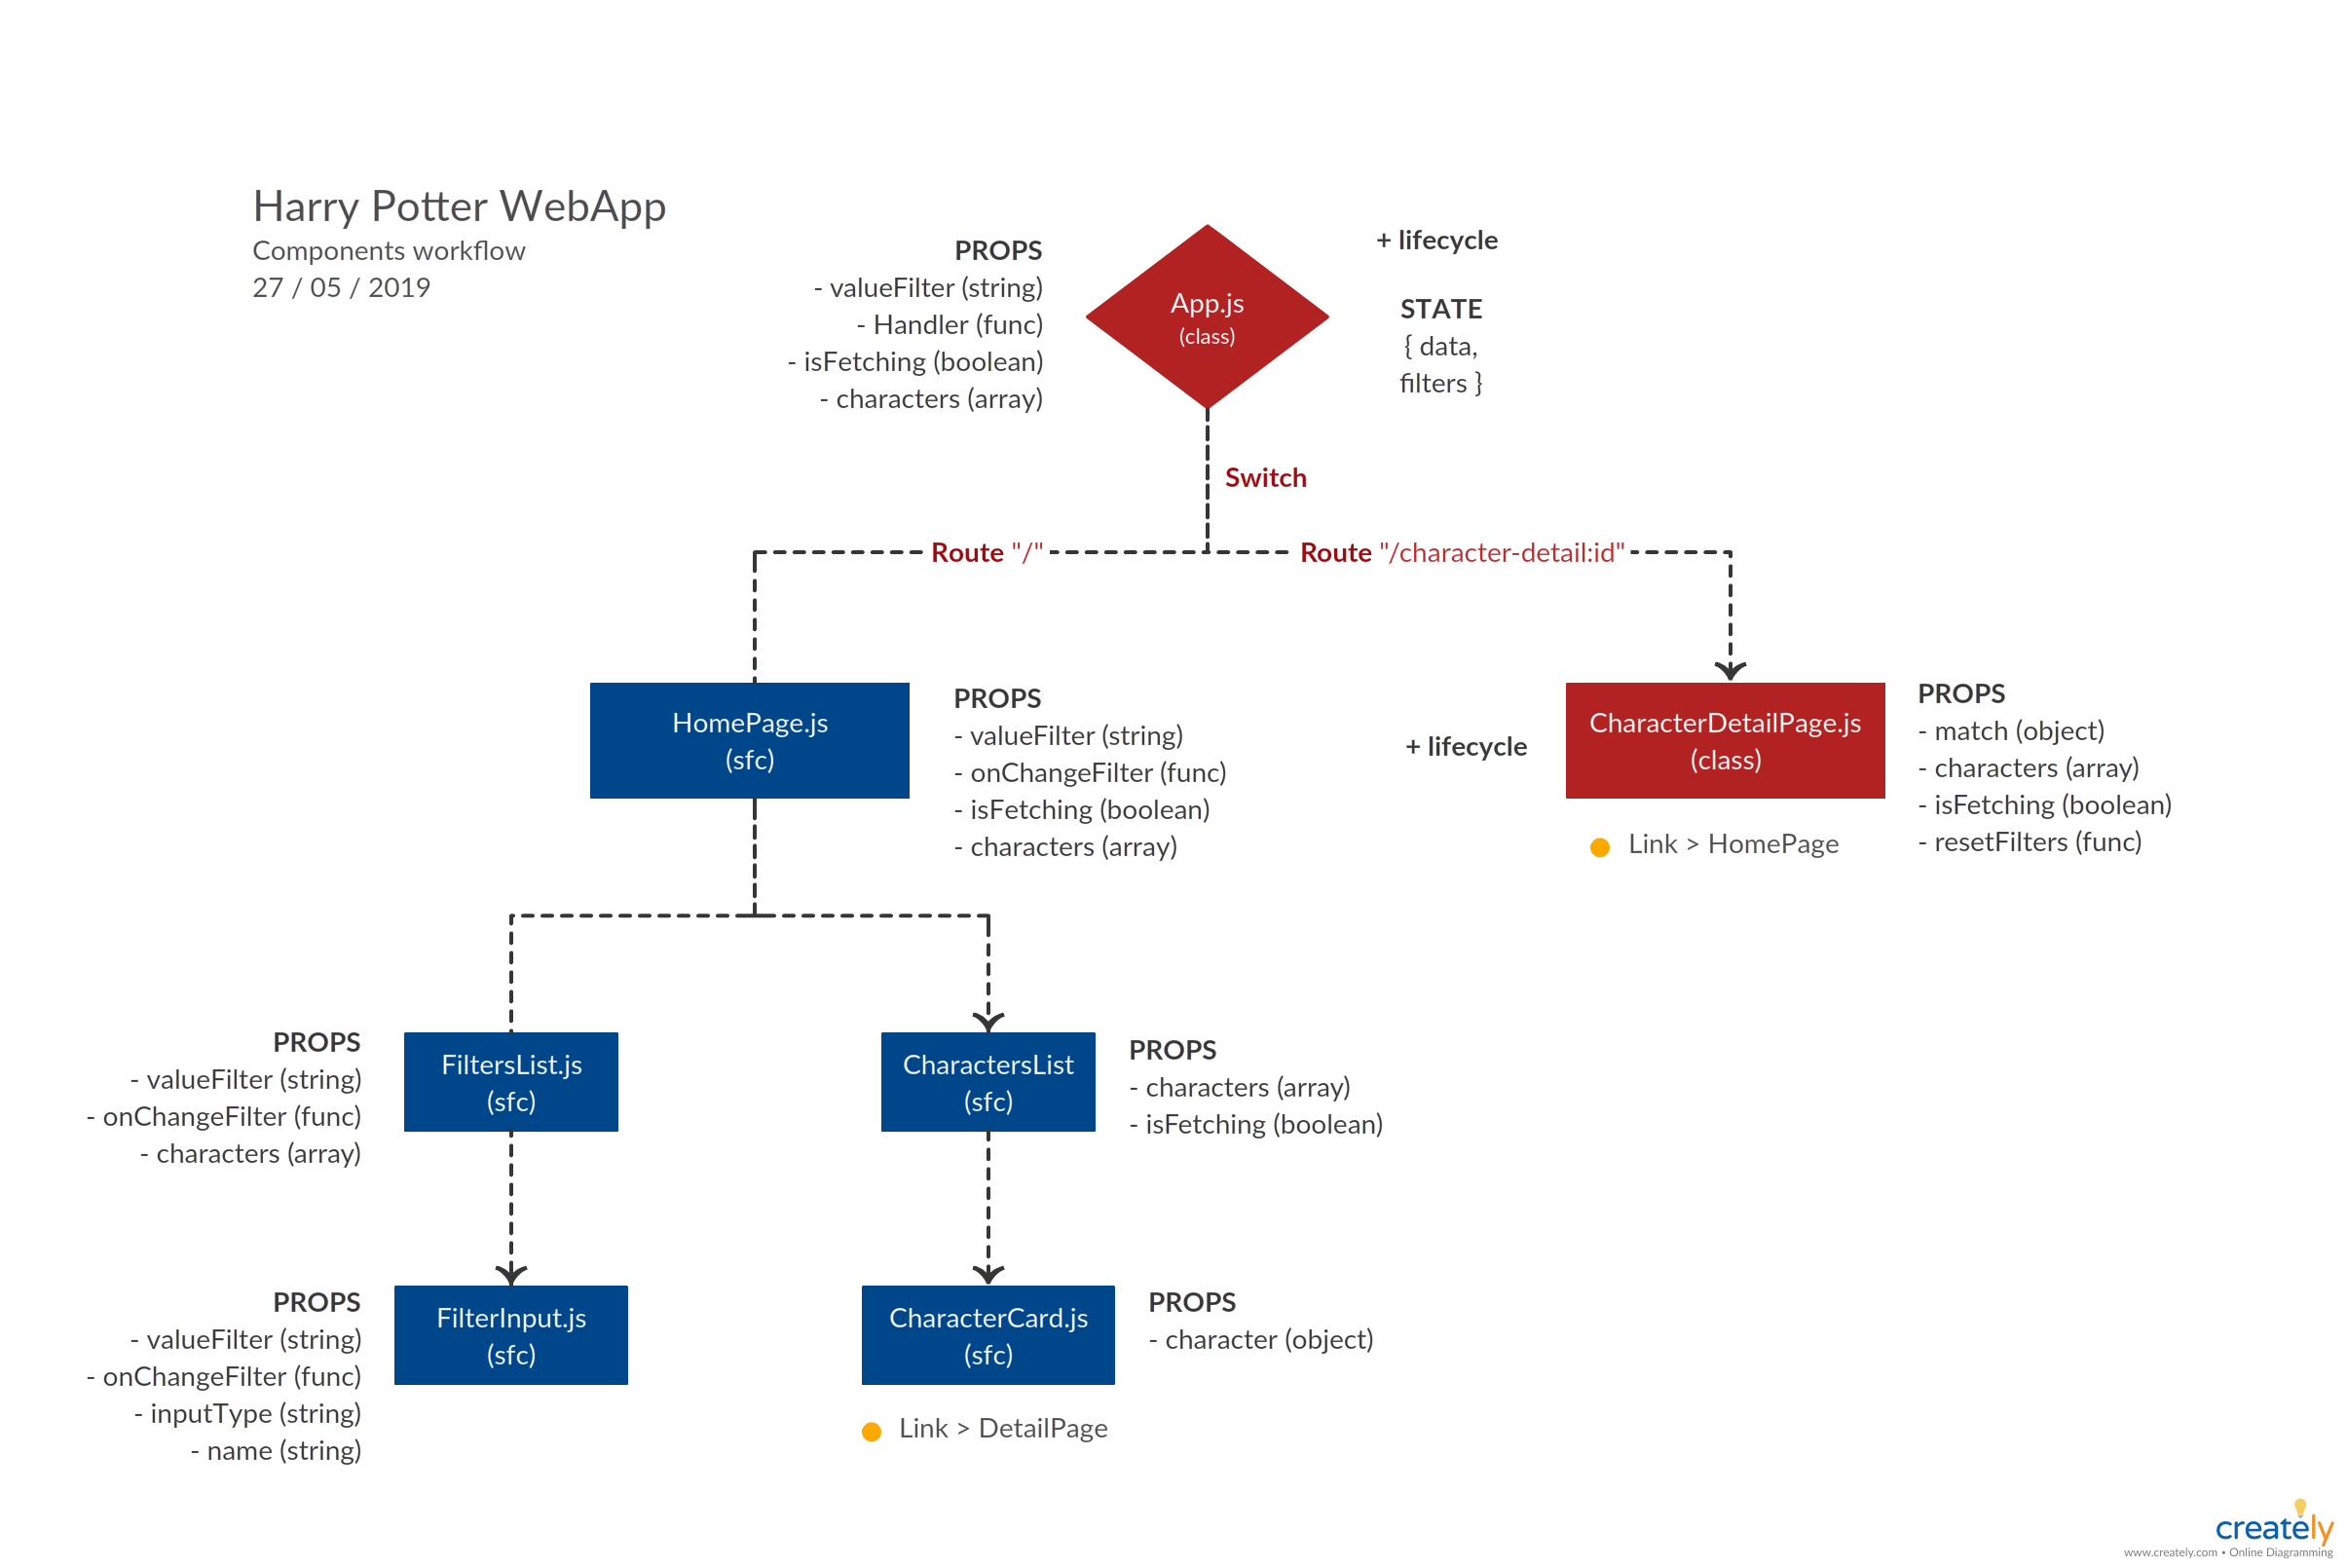 Harry Potter WebApp
Components workflow
27 / 05 / 2019
PROPS
- valueFilter (string)
- Handler (func)
- isFetching (boolean)
- characters (array)
App.js
(class)
+ lifecycle
STATE
{ data,
filters }
Switch
Route "/"
Route "/character-detail:id"
HomePage.js
(sfc)
PROPS
- valueFilter (string)
- onChangeFilter (func)
- isFetching (boolean)
- characters (array)
+ lifecycle
CharacterDetailPage.js
(class)
Link > HomePage
PROPS
- match (object)
- characters (array)
- isFetching (boolean)
- resetFilters (func)
PROPS
- valueFilter (string)
- onChangeFilter (func)
- characters (array)
FiltersList.js
(sfc)
CharactersList
(sfc)
PROPS
- characters (array)
- isFetching (boolean)
PROPS
- valueFilter (string)
- onChangeFilter (func)
- inputType (string)
- name (string)
FilterInput.js
(sfc)
CharacterCard.js
(sfc)
Link > DetailPage
PROPS
- character (object)
creately
www.creately.com • Online Diagramming